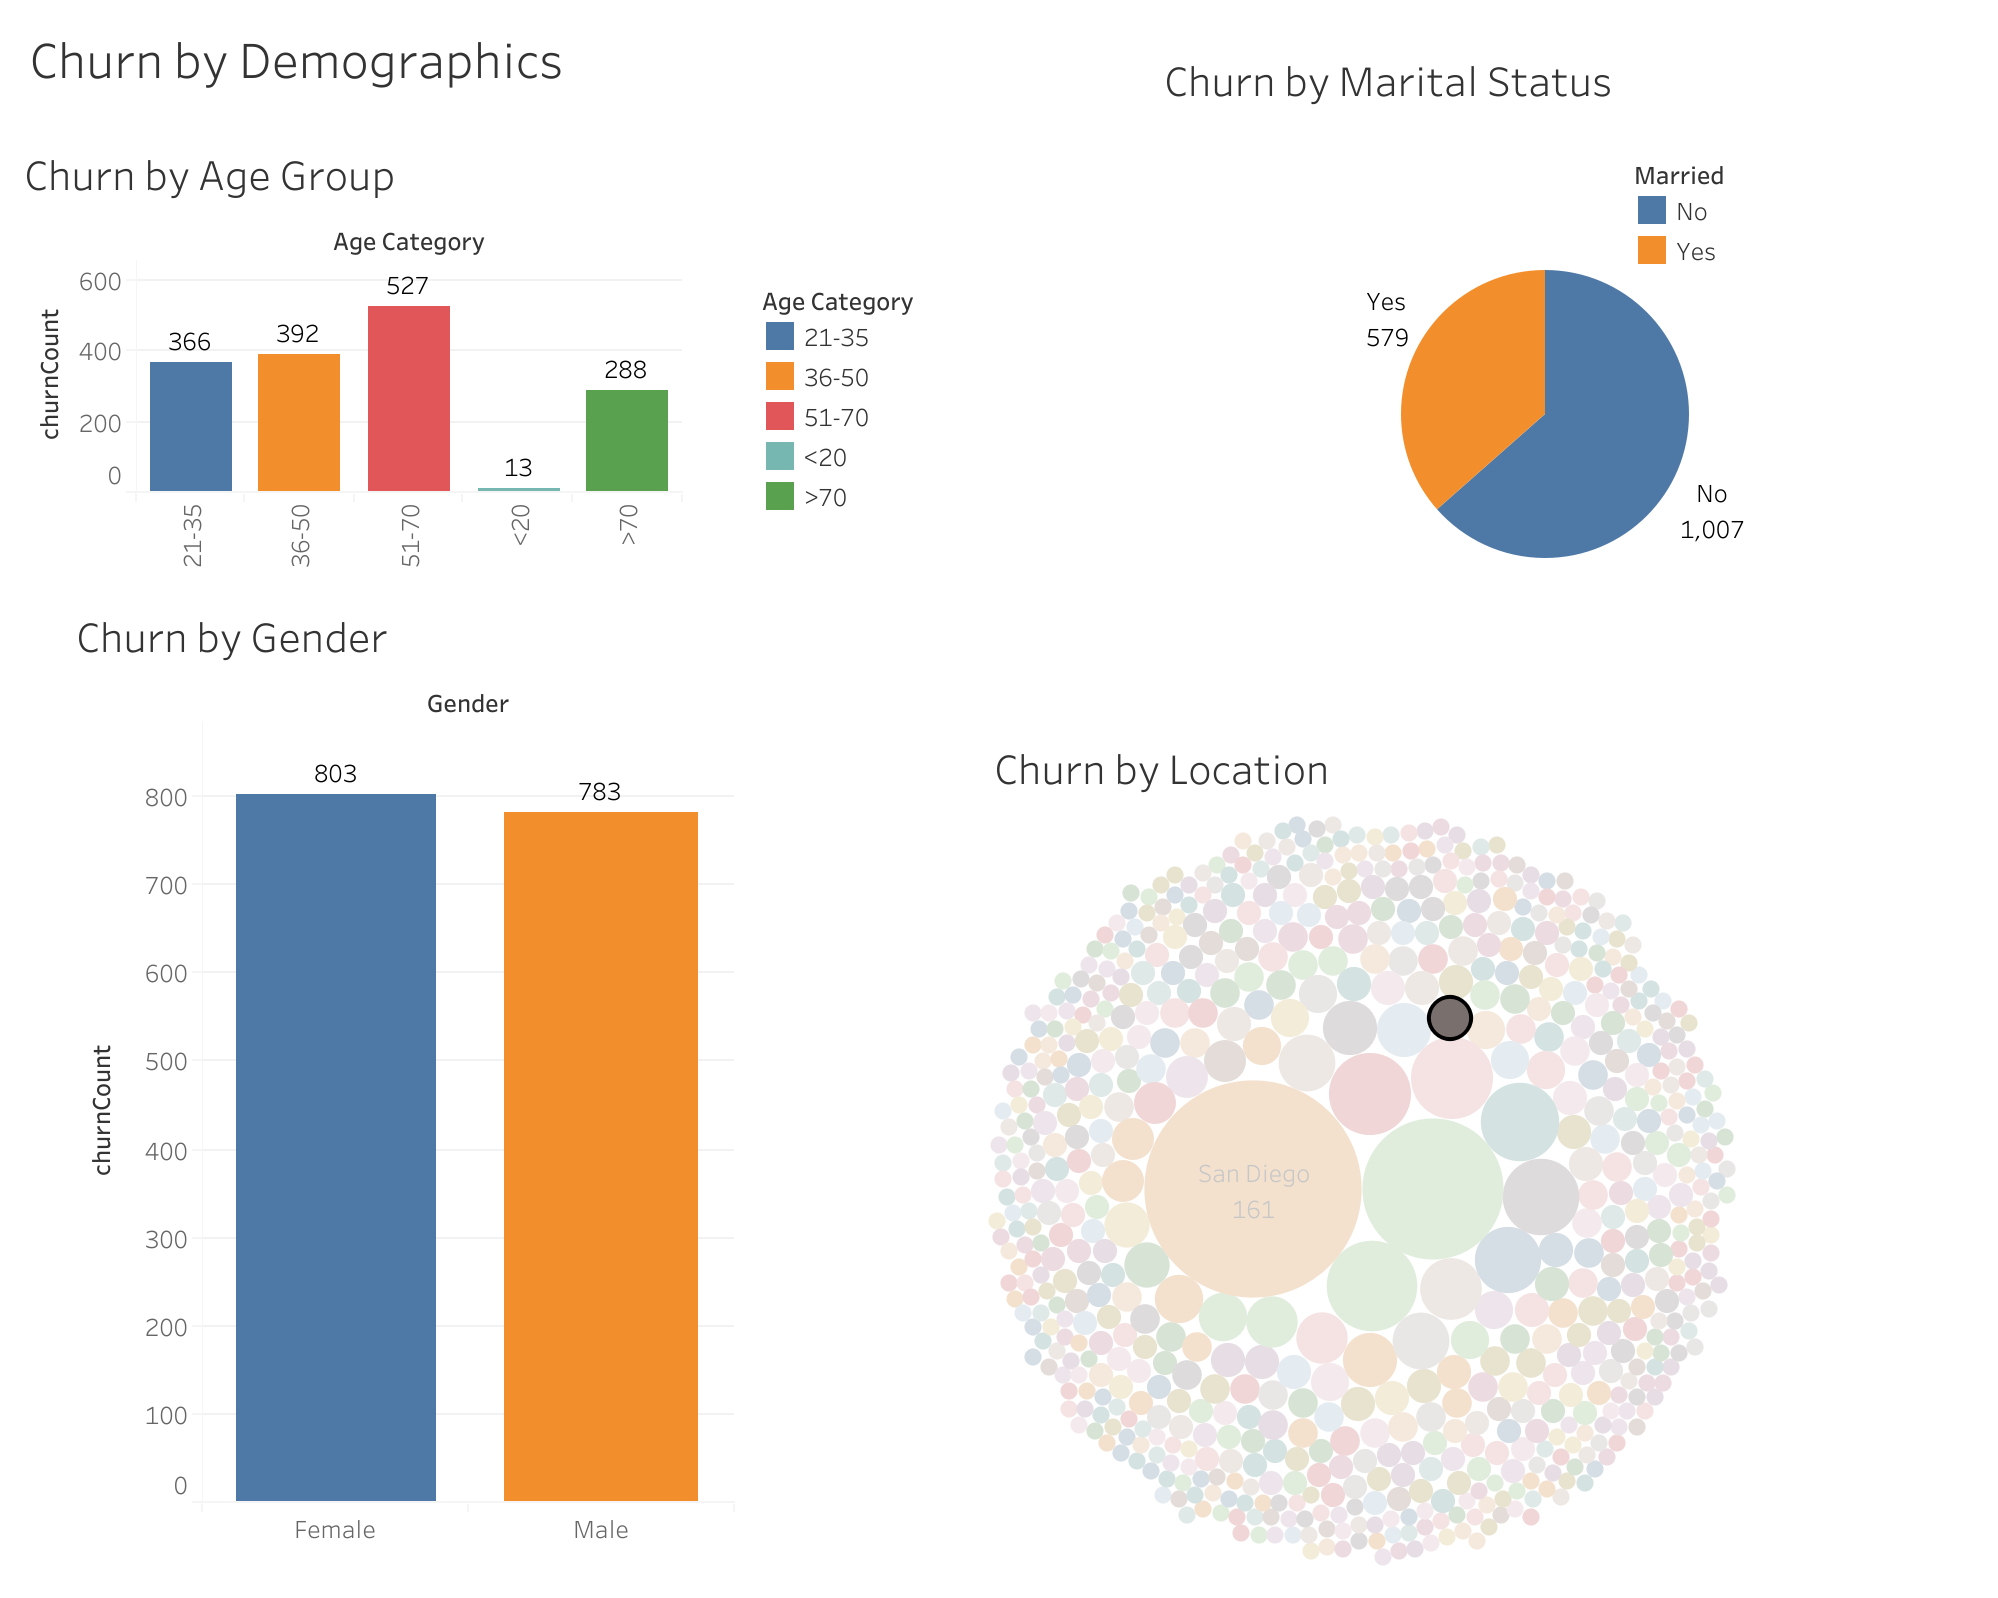 Churn by Demographics
Churn by Age Group
Age Category
churnCount
600
400
200
0
366
392
527
13
288
21-35
36-50
51-70
<20
>70
Age Category
21-35
36-50
51-70
<20
>70
Churn by Marital Status
Married
No
Yes
Yes
579
No
1,007
Churn by Gender
Gender
churnCount
800
700
600
500
400
300
200
100
0
803
783
Female
Male
Churn by Location
San Diego
161